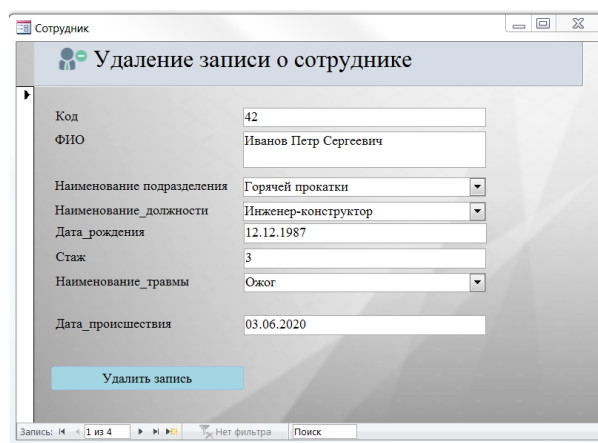 Сотрудник
Удаление записи о сотруднике
Код 42
ФИО Иванов Петр Сергеевич
Наименование подразделения Горячей прокатки
Наименование_должности Инженер-конструктор
Дата_рождения 12.12.1987
Стаж 3
Наименование_травмы Ожог
Дата_происшествия 03.06.2020
Удалить запись
Запись: 1 из 4 Нет фильтра Поиск